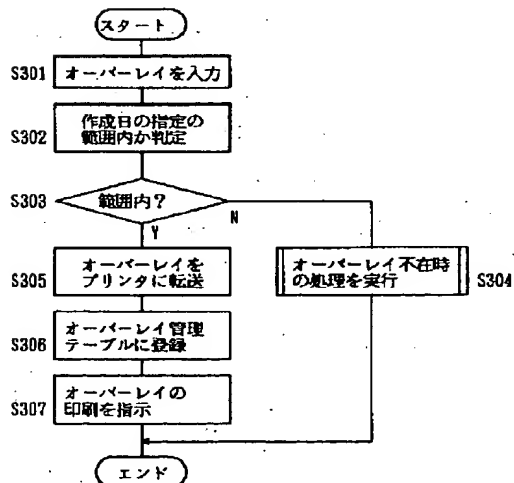 スタート
S301
オーバーレイを入力
S302
作成日の指定の
範囲内か判定
S303
範囲内?
N
Y
S305
オーバーレイを
プリンタに転送
オーバーレイ不在時
の処理を実行
S304
S306
オーバーレイ管理
テーブルに登録
S307
オーバーレイの
印刷を指示
エンド